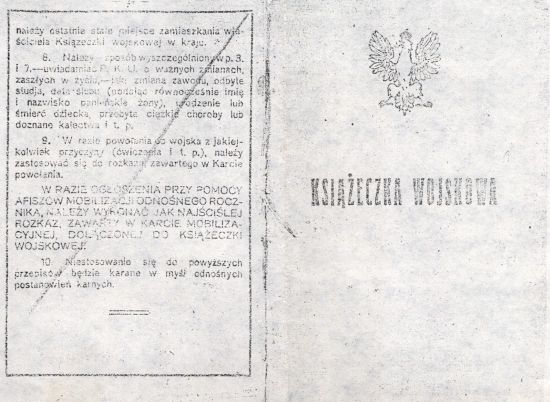 należy ostatnie stałe miejsce zamieszkania wła-
ściciela Książeczki wojskowej w kraju.
8. Należy sposób wyszczególniony w p. 3
i 7.—uwiadamiać P. K. U. o ważnych zmianach,
zaszłych w życiu,—jak: zmiana zawodu, odbyte
studja, data ślubu (podając równocześnie imię
i nazwisko panieńskie żony), urodzenie lub
śmierć dziecka, przebyte ciężkie choroby lub
doznane kalectwa i t. p.
9. W razie powołania do wojska z jakiej-
kolwiek przyczyny (ćwiczenia i t. p.), należy
zastosować się do rozkazu zawartego w Karcie
powołania.
W RAZIE OGŁOSZENIA PRZY POMOCY
AFISZÓW MOBILIZACJI ODNOŚNEGO ROCZ-
NIKA, NALEŻY WYKONAĆ JAK NAJŚCIŚLEJ
ROZKAZ, ZAWARTY W KARCIE MOBILIZA-
CYJNEJ, DOŁĄCZONEJ DO KSIĄŻECZKI
WOJSKOWEJ!
10. Niestosowanie się do powyższych
przepisów będzie karane w myśl odnośnych
postanowień karnych.
KSIĄŻECZKA WOJSKOWA